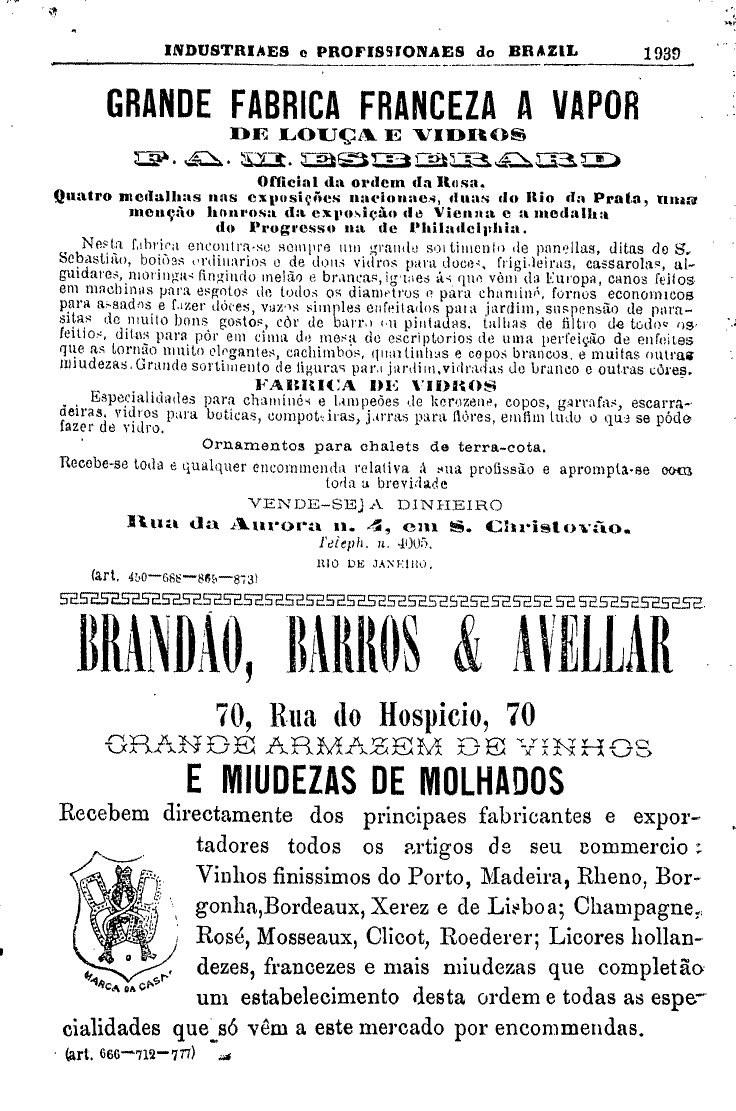 INDUSTRIAES e PROFISSIONAES do BRAZIL 1939
GRANDE FABRICA FRANCEZA A VAPOR
DE LOUÇA E VIDROS
F. A. M. ESBERARD
Official da ordem da Rosa.
Quatro medalhas nas exposições nacionaes, duas do Rio da Prata, uma
menção honrosa da exposição de Vienna e a medalha
do Progresso na de Philadelphia.
Nesta fabrica encontra-se sempre um grande sortimento de panellas, ditas de S.
Sebastião, boiões ordinarios e de dous vidros para doces, frigideiras, cassarolas, al-
guidares, moringas fingindo melão e brancas, iguaes ás que vêm da Europa, canos feitos
em machinas para esgotos de todos os diametros e para chaminé, fornos economicos
para assados e fazer dôces, vazos simples enfeitados para jardim, suspensão de para-
sitas de muito bons gostos, côr de barro ou pintadas, talhas de filtro de todos os
feitios, ditas para pôr em cima de mesa de escriptorios de uma perfeição de enfeites
que as tornão muito elegantes, cachimbos, quartinhas e copos brancos, e muitas outras
miudezas. Grande sortimento de figuras para jardim, vidradas de branco e outras côres.
FABRICA DE VIDROS
Especialidades para chaminés e lampeões de kerozene, copos, garrafas, escarra-
deiras, vidros para boticas, compoteiras, jarras para flôres, emfim tudo o que se póde
fazer de vidro.
Ornamentos para chalets de terra-cota.
Recebe-se toda e qualquer encommenda relativa á sua profissão e aprompta-se com
toda a brevidade
VENDE-SEJA DINHEIRO
Rua da Aurora n. 4, em S. Christovão.
Teleph. n. 4005.
RIO DE JANEIRO.
(art. 450—688—865—873)
BRANDÃO, BARROS & AVELLAR
70, Rua do Hospicio, 70
GRANDE ARMAZEM DE VINHOS
E MIUDEZAS DE MOLHADOS
Recebem directamente dos principaes fabricantes e expor-
tadores todos os artigos de seu commercio:
Vinhos finissimos do Porto, Madeira, Rheno, Bor-
gonha, Bordeaux, Xerez e de Lisboa; Champagne,
Rosé, Mosseaux, Clicot, Roederer; Licores hollan-
dezes, francezes e mais miudezas que completão
um estabelecimento desta ordem e todas as espe-
cialidades que só vêm a este mercado por encommendas.
MARCA DA CASA
(art. 666—712—777)